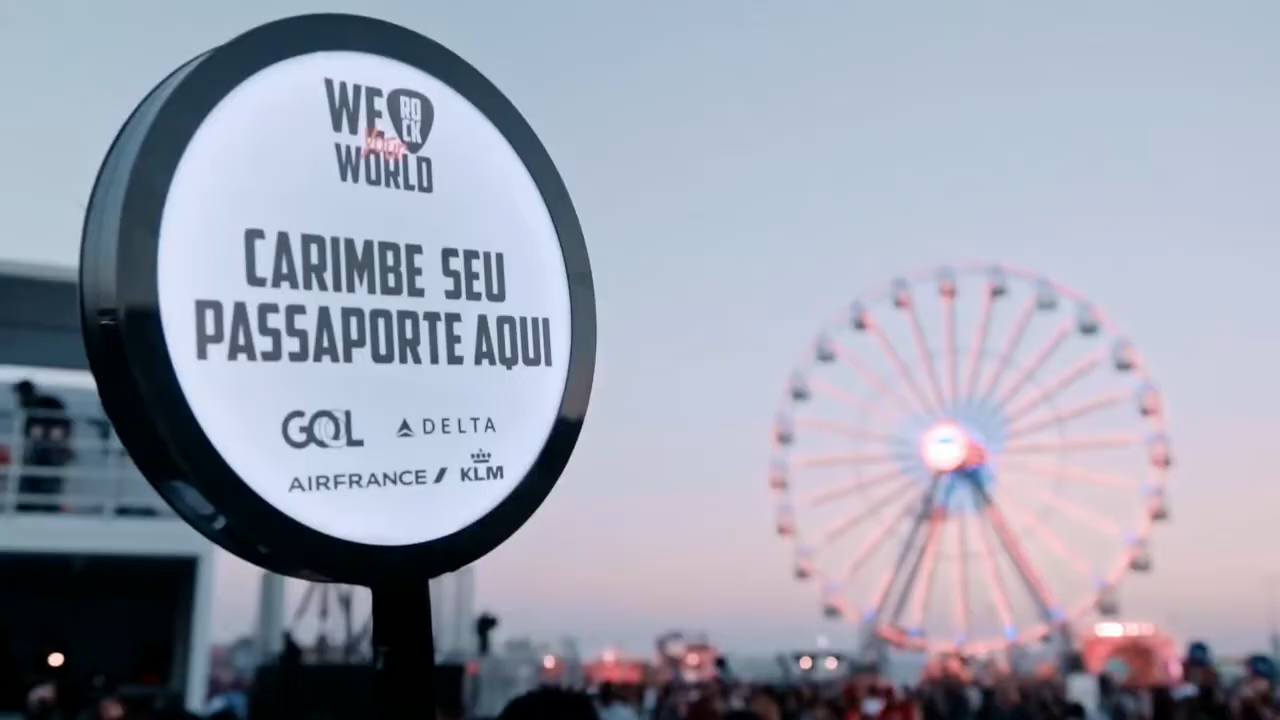 WE ROCK
your
WORLD
CARIMBE SEU
PASSAPORTE AQUI
GOL DELTA
AIRFRANCE KLM